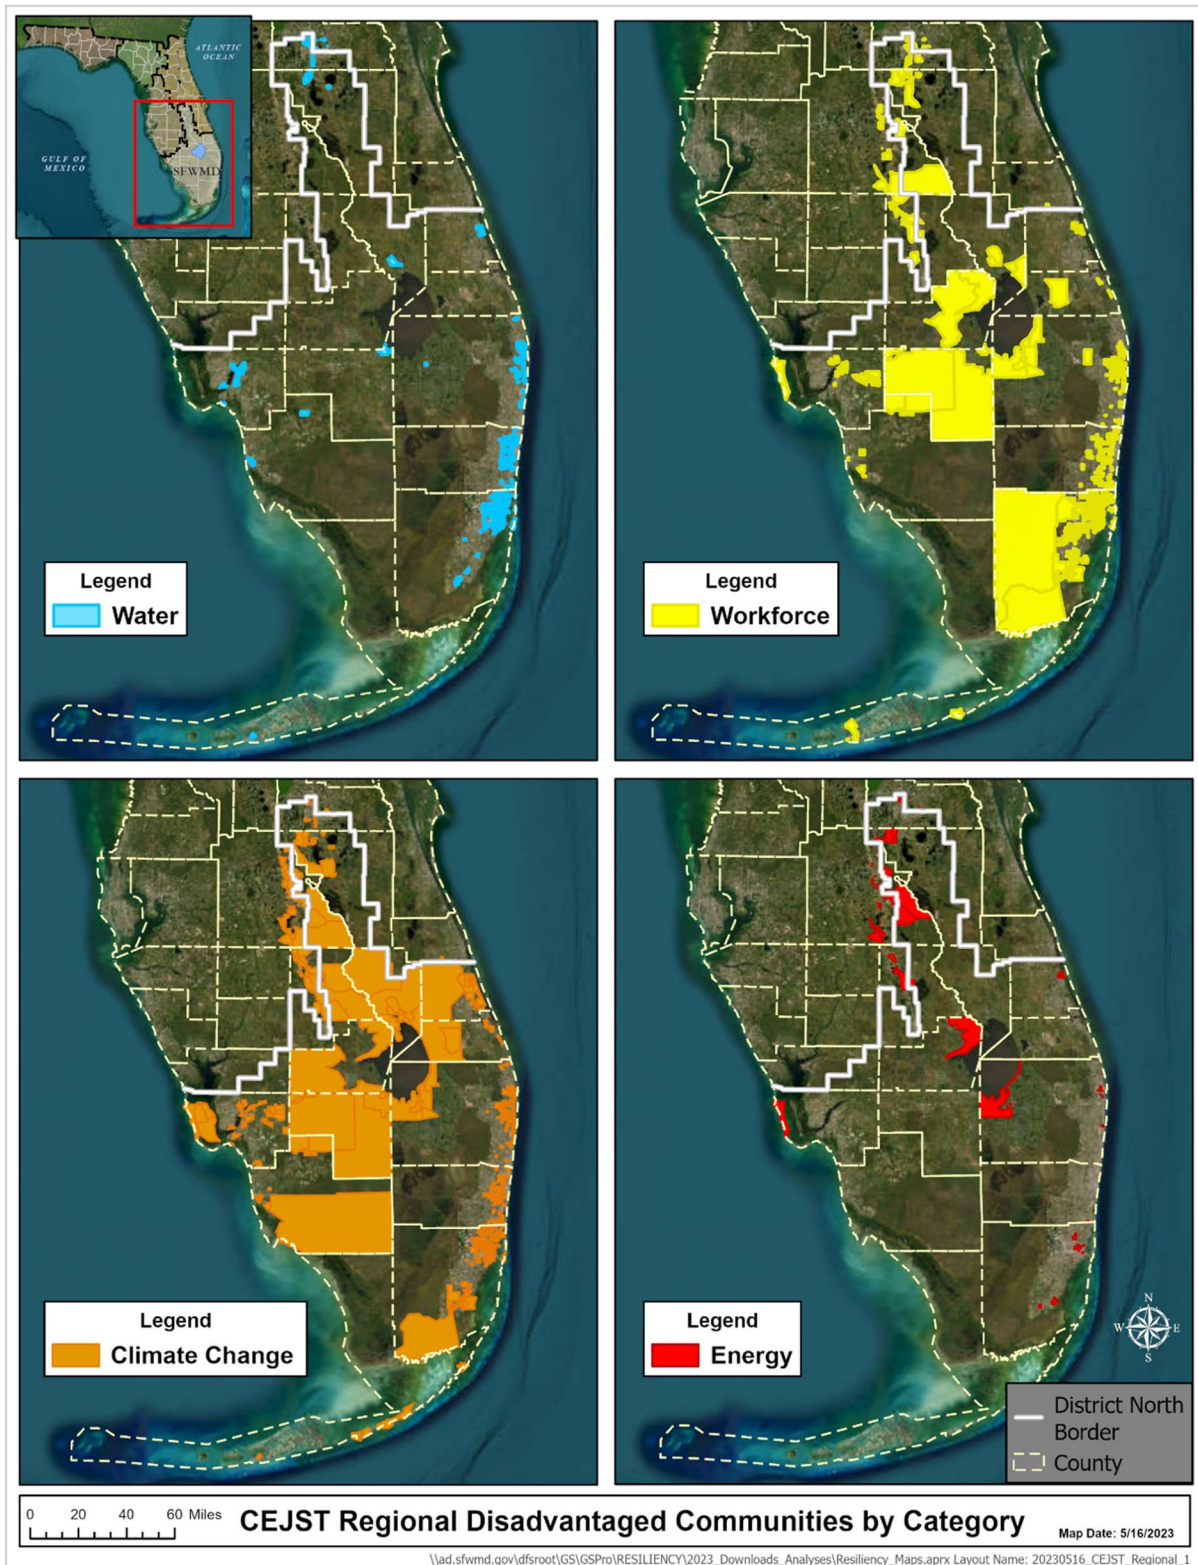 ATLANTIC
OCEAN
GULF OF
MEXICO
SFWMD
Legend
Water
Legend
Workforce
Legend
Climate Change
Legend
Energy
N
W E
S
District North
Border
County
0 20 40 60 Miles
CEJST Regional Disadvantaged Communities by Category
Map Date: 5/16/2023
\\ad.sfwmd.gov\dfsroot\GS\GSPro\RESILIENCY\2023_Downloads_Analyses\Resiliency_Maps.aprx Layout Name: 20230516_CEJST_Regional_1